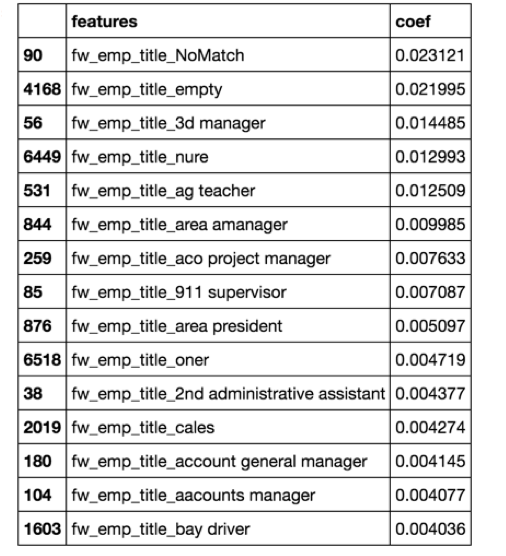 features coef
90 fw_emp_title_NoMatch 0.023121
4168 fw_emp_title_empty 0.021995
56 fw_emp_title_3d manager 0.014485
6449 fw_emp_title_nure 0.012993
531 fw_emp_title_ag teacher 0.012509
844 fw_emp_title_area amanager 0.009985
259 fw_emp_title_aco project manager 0.007633
85 fw_emp_title_911 supervisor 0.007087
876 fw_emp_title_area president 0.005097
6518 fw_emp_title_oner 0.004719
38 fw_emp_title_2nd administrative assistant 0.004377
2019 fw_emp_title_cales 0.004274
180 fw_emp_title_account general manager 0.004145
104 fw_emp_title_aacounts manager 0.004077
1603 fw_emp_title_bay driver 0.004036